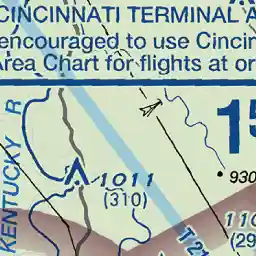 CINCINNATI TERMINAL A
encouraged to use Cincin
Area Chart for flights at or
15
KENTUCKY R
1011
(310)
930
T 21
110
(29